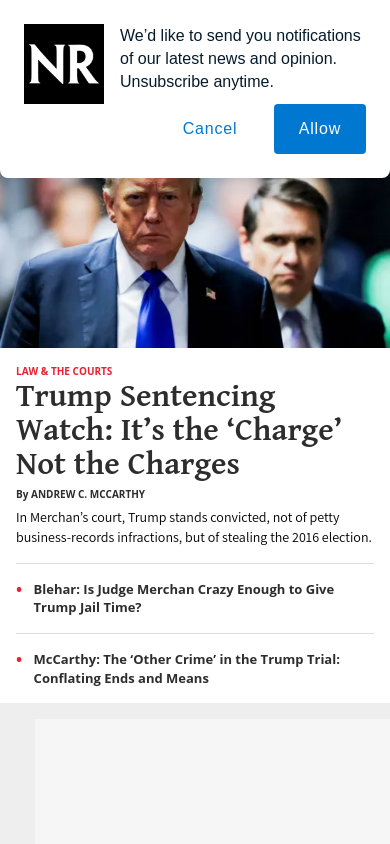 NR
We’d like to send you notifications
of our latest news and opinion.
Unsubscribe anytime.
Cancel
Allow
LAW & THE COURTS
Trump Sentencing
Watch: It’s the ‘Charge’
Not the Charges
By ANDREW C. MCCARTHY
In Merchan’s court, Trump stands convicted, not of petty
business-records infractions, but of stealing the 2016 election.
Blehar: Is Judge Merchan Crazy Enough to Give
Trump Jail Time?
McCarthy: The ‘Other Crime’ in the Trump Trial:
Conflating Ends and Means